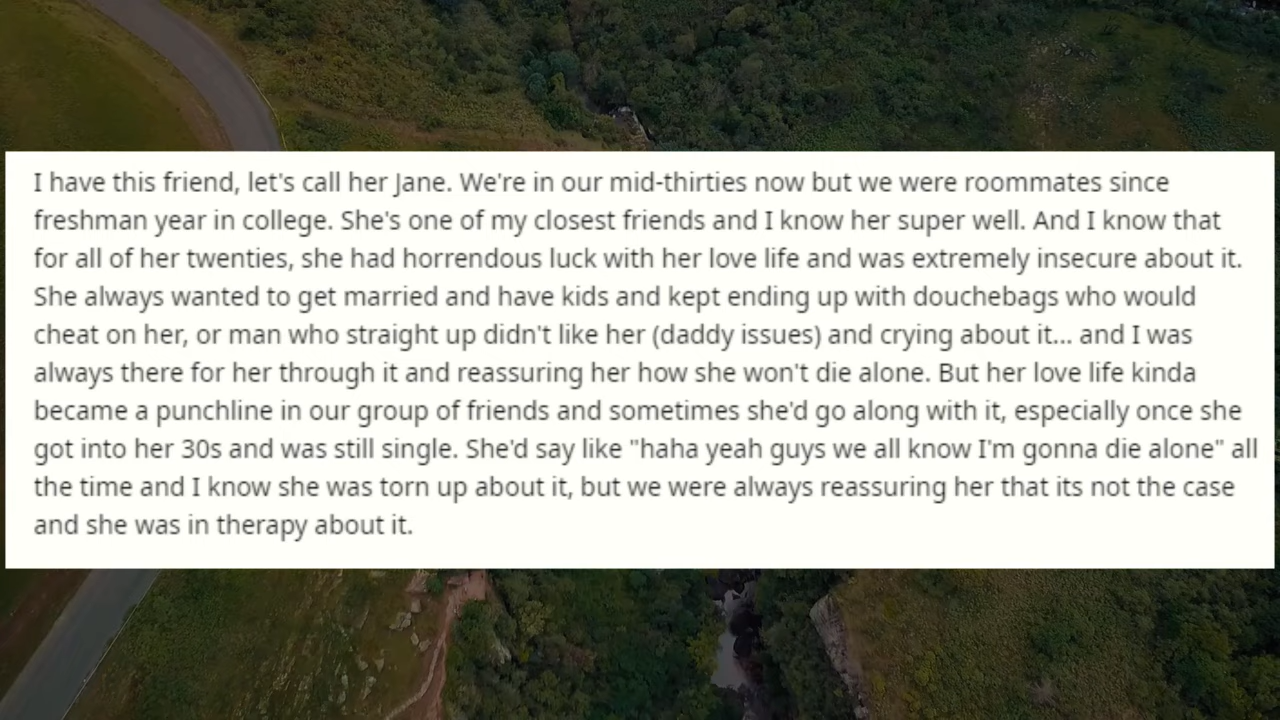 I have this friend, let's call her Jane. We're in our mid-thirties now but we were roommates since
freshman year in college. She's one of my closest friends and I know her super well. And I know that
for all of her twenties, she had horrendous luck with her love life and was extremely insecure about it.
She always wanted to get married and have kids and kept ending up with douchebags who would
cheat on her, or man who straight up didn't like her (daddy issues) and crying about it... and I was
always there for her through it and reassuring her how she won't die alone. But her love life kinda
became a punchline in our group of friends and sometimes she'd go along with it, especially once she
got into her 30s and was still single. She'd say like "haha yeah guys we all know I'm gonna die alone" all
the time and I know she was torn up about it, but we were always reassuring her that its not the case
and she was in therapy about it.